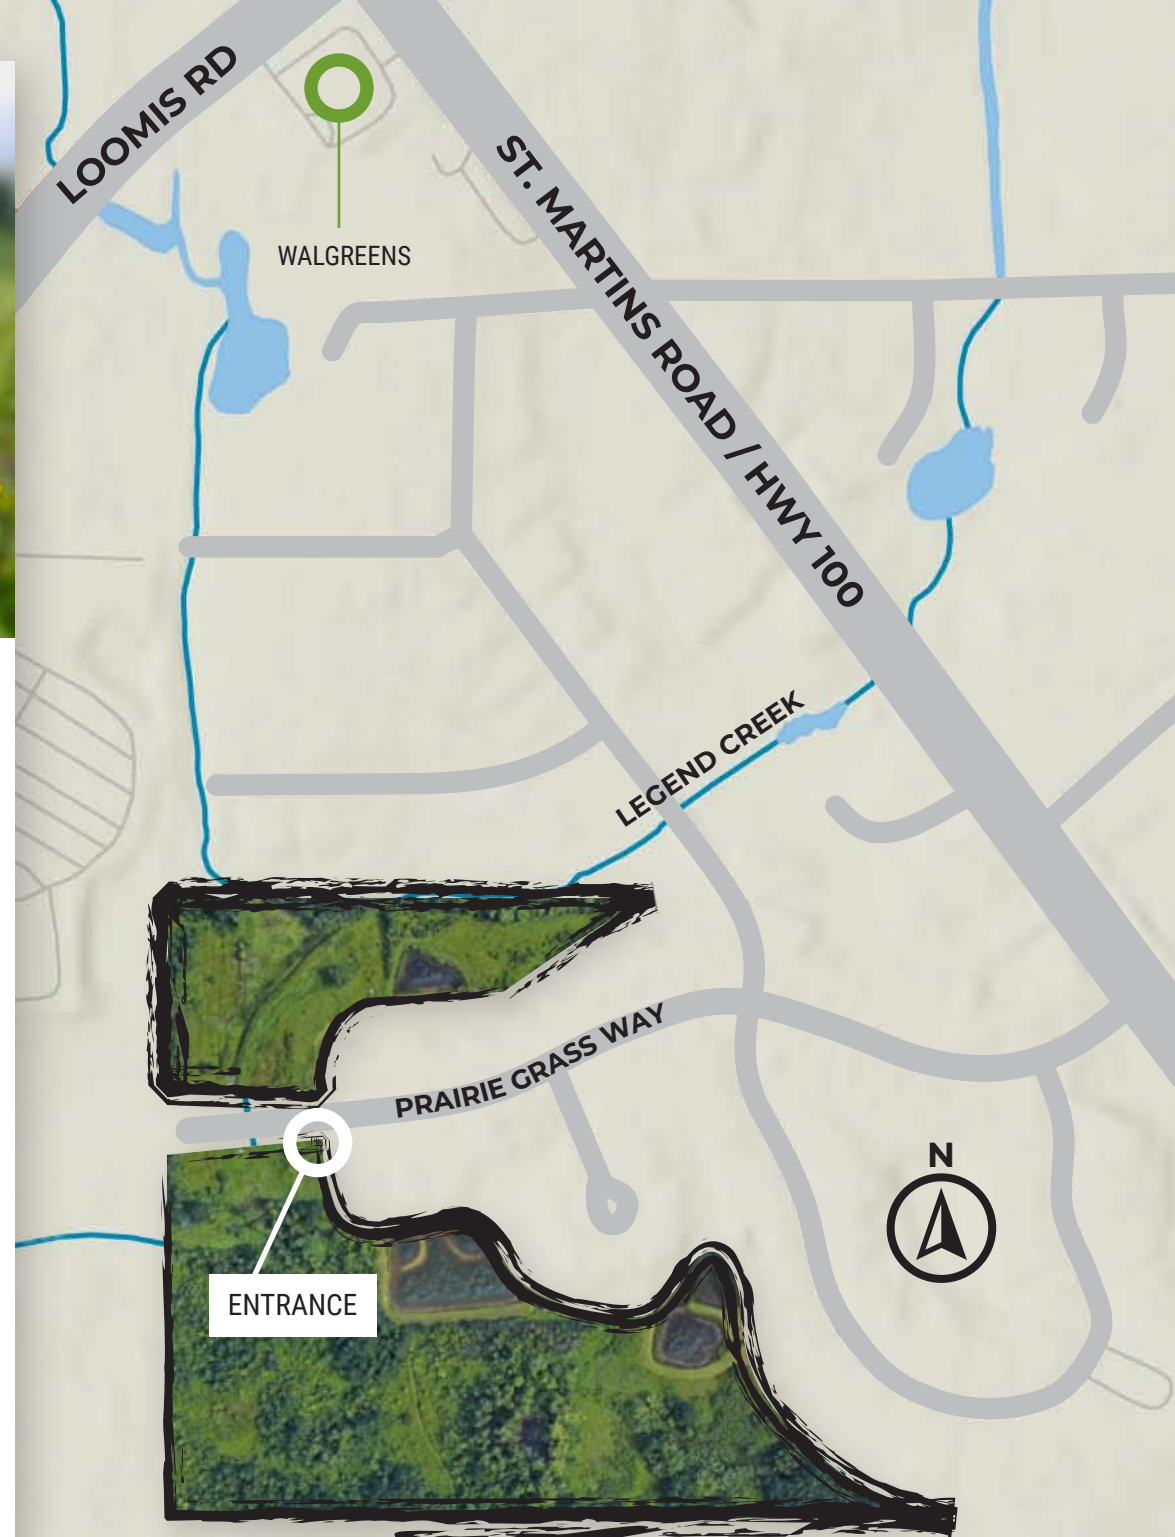 LOOMIS RD
ST. MARTINS ROAD / HWY 100
WALGREENS
LEGEND CREEK
PRAIRIE GRASS WAY
N
ENTRANCE